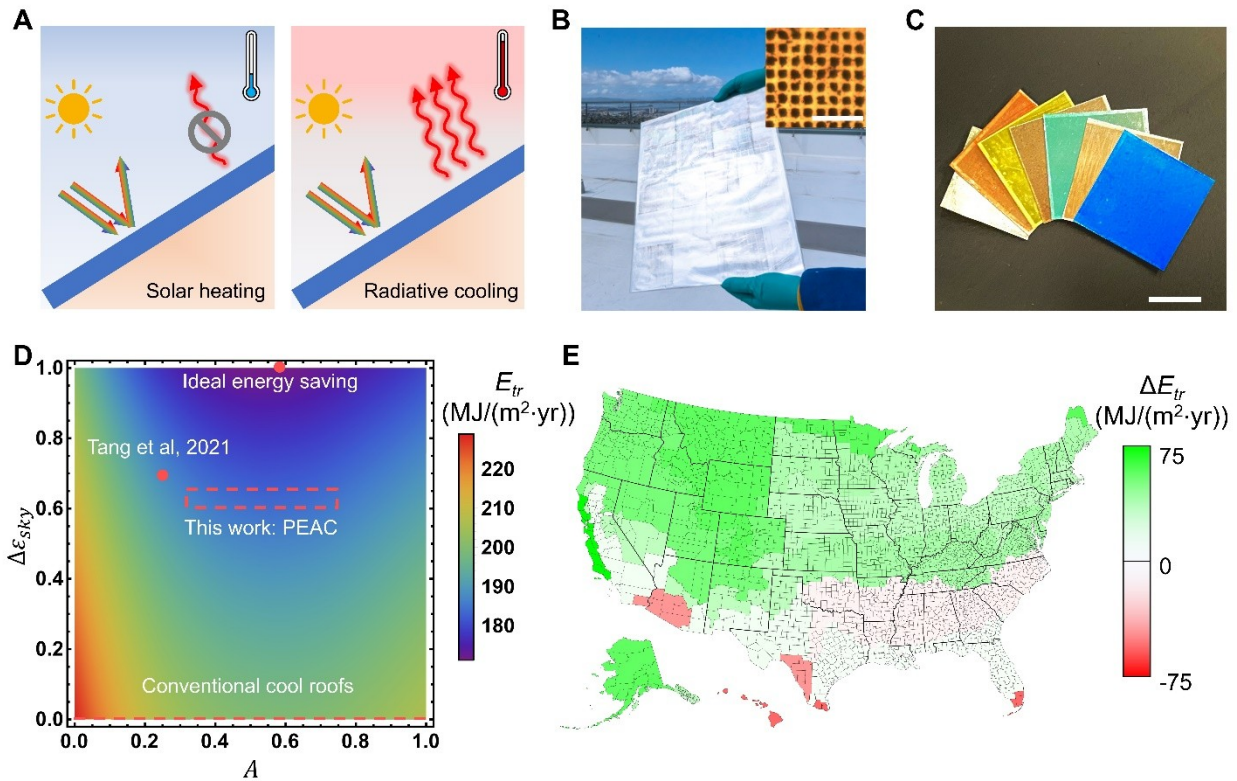 A
Solar heating
Radiative cooling
B
C
D
Δε_sky
1.0
0.8
0.6
0.4
0.2
0.0
Ideal energy saving
Tang et al, 2021
This work: PEAC
Conventional cool roofs
0.0
0.2
0.4
0.6
0.8
1.0
A
E_tr
(MJ/(m²·yr))
220
210
200
190
180
E
ΔE_tr
(MJ/(m²·yr))
75
0
-75